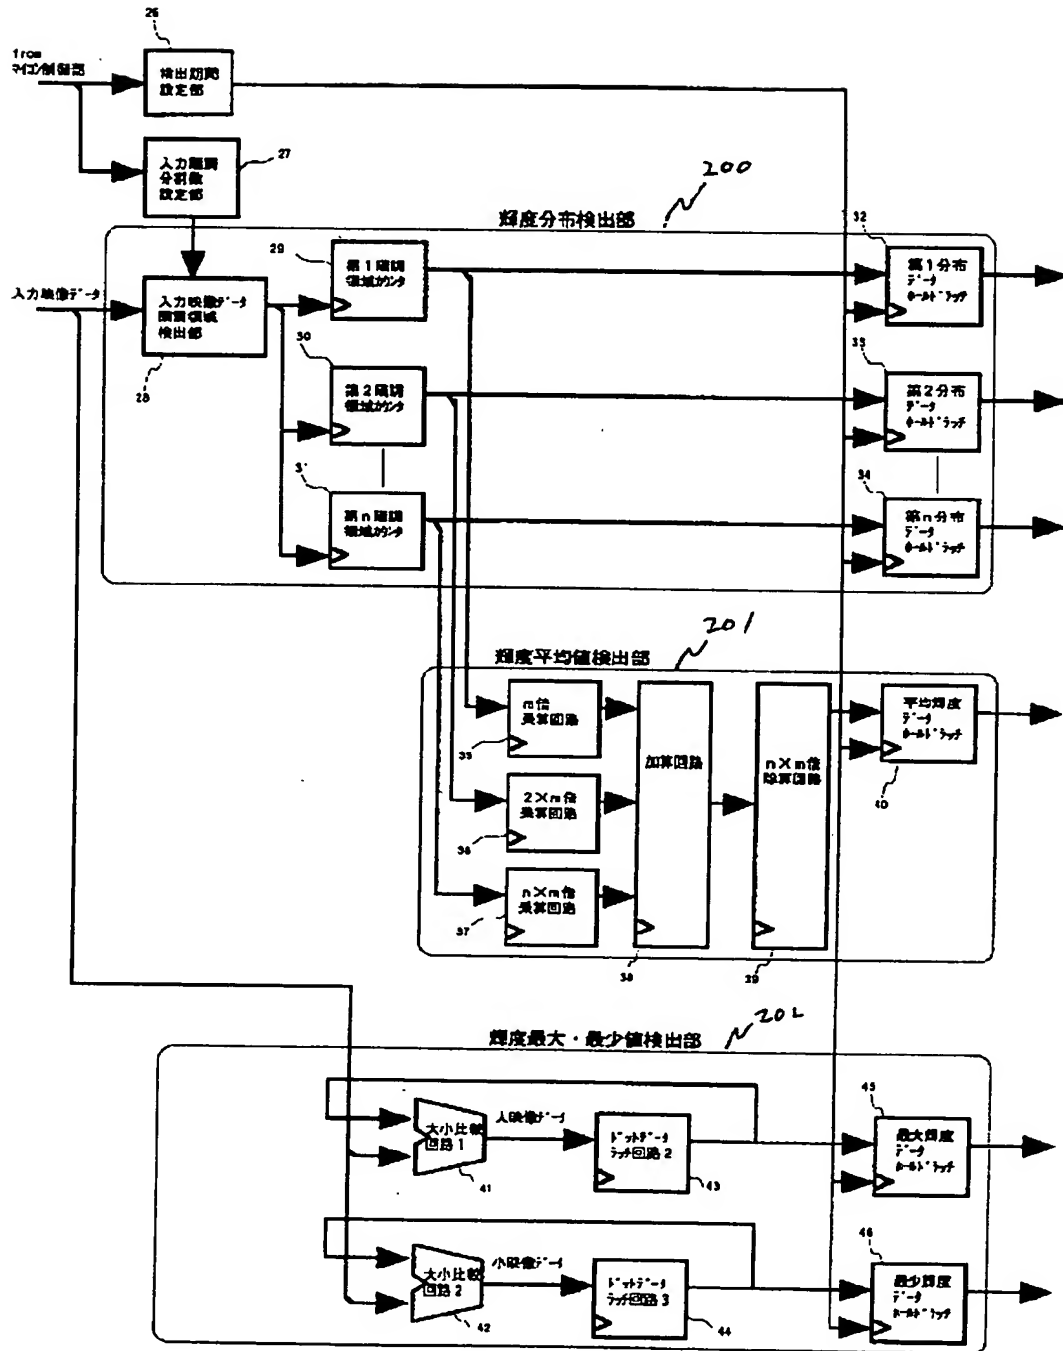 26
from
マイコン制御部
検出期間
設定部
27
入力階調
分割数
設定部
200
輝度分布検出部
29
第1階調
領域カウンタ
32
第1分布
データ
ホールドラッチ
入力映像データ
入力映像データ
階調領域
検出部
28
30
第2階調
領域カウンタ
33
第2分布
データ
ホールドラッチ
31
第n階調
領域カウンタ
34
第n分布
データ
ホールドラッチ
201
輝度平均値検出部
m倍
乗算回路
35
加算回路
n×m倍
除算回路
平均輝度
データ
ホールドラッチ
40
2×m倍
乗算回路
36
n×m倍
乗算回路
37
38
39
202
輝度最大・最少値検出部
大小比較
回路1
41
大映像データ
ドットデータ
ラッチ回路2
43
45
最大輝度
データ
ホールドラッチ
大小比較
回路2
42
小映像データ
ドットデータ
ラッチ回路3
44
46
最少輝度
データ
ホールドラッチ